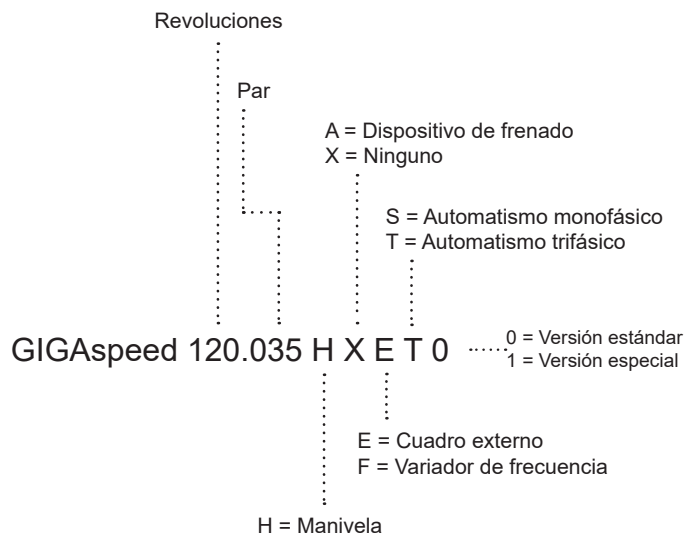 Revoluciones
Par
A = Dispositivo de frenado
X = Ninguno
S = Automatismo monofásico
T = Automatismo trifásico
GIGAspeed 120.035 H X E T 0
0 = Versión estándar
1 = Versión especial
E = Cuadro externo
F = Variador de frecuencia
H = Manivela